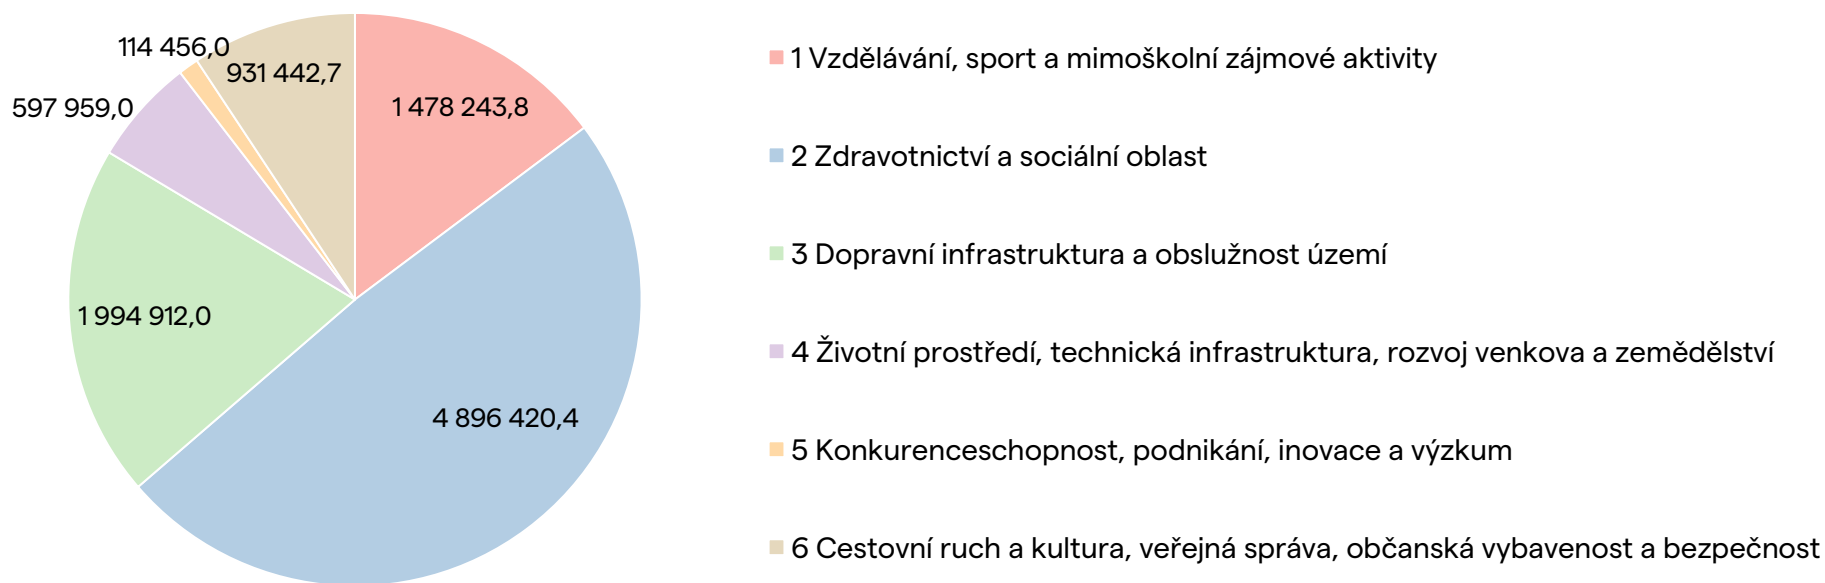 114 456,0
931 442,7
597 959,0
1 478 243,8
1 994 912,0
4 896 420,4
1 Vzdělávání, sport a mimoškolní zájmové aktivity
2 Zdravotnictví a sociální oblast
3 Dopravní infrastruktura a obslužnost území
4 Životní prostředí, technická infrastruktura, rozvoj venkova a zemědělství
5 Konkurenceschopnost, podnikání, inovace a výzkum
6 Cestovní ruch a kultura, veřejná správa, občanská vybavenost a bezpečnost